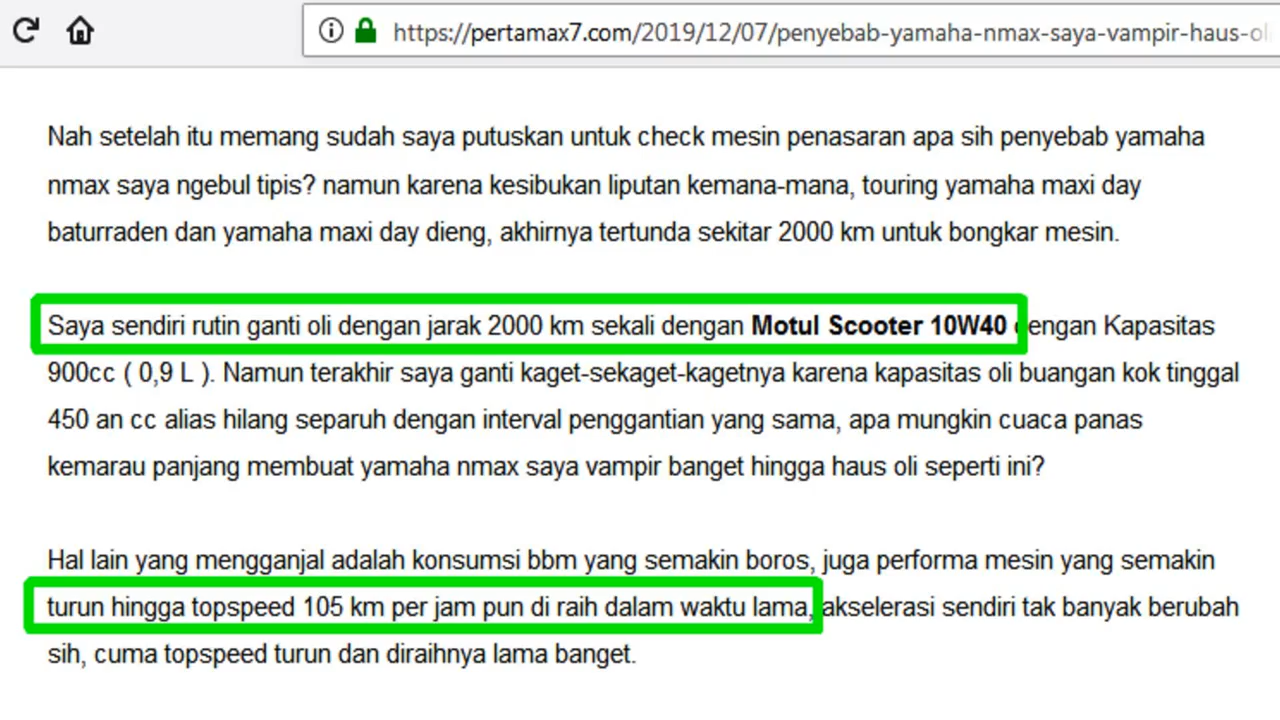 https://pertamax7.com/2019/12/07/penyebab-yamaha-nmax-saya-vampir-haus-ol
Nah setelah itu memang sudah saya putuskan untuk check mesin penasaran apa sih penyebab yamaha
nmax saya ngebul tipis? namun karena kesibukan liputan kemana-mana, touring yamaha maxi day
baturraden dan yamaha maxi day dieng, akhirnya tertunda sekitar 2000 km untuk bongkar mesin.
Saya sendiri rutin ganti oli dengan jarak 2000 km sekali dengan Motul Scooter 10W40 dengan Kapasitas
900cc ( 0,9 L ). Namun terakhir saya ganti kaget-sekaget-kagetnya karena kapasitas oli buangan kok tinggal
450 an cc alias hilang separuh dengan interval penggantian yang sama, apa mungkin cuaca panas
kemarau panjang membuat yamaha nmax saya vampir banget hingga haus oli seperti ini?
Hal lain yang mengganjal adalah konsumsi bbm yang semakin boros, juga performa mesin yang semakin
turun hingga topspeed 105 km per jam pun di raih dalam waktu lama, akselerasi sendiri tak banyak berubah
sih, cuma topspeed turun dan diraihnya lama banget.